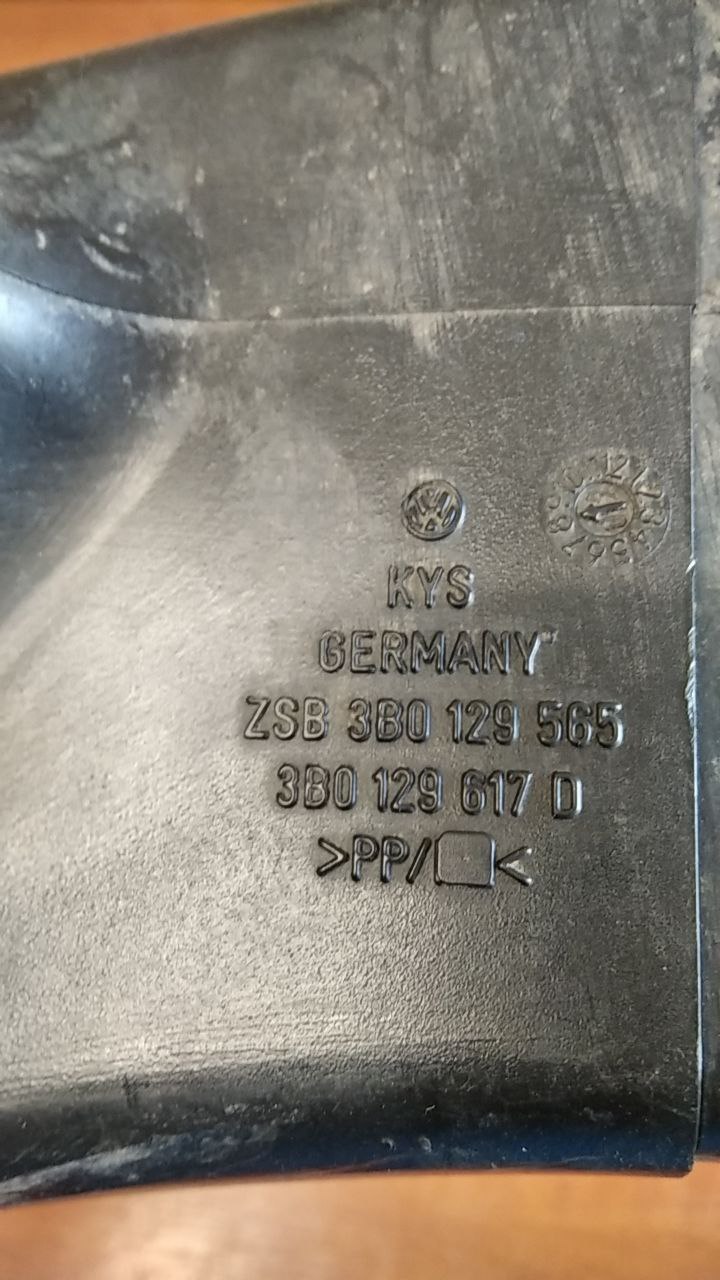 KYS
GERMANY
ZSB 3B0 129 565
3B0 129 617 D
>PP/□<